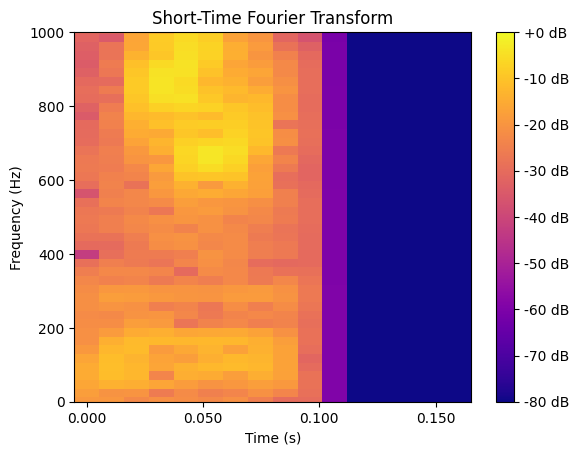 Short-Time Fourier Transform
1000
800
600
400
200
0
Frequency (Hz)
0.000
0.050
0.100
0.150
Time (s)
+0 dB
-10 dB
-20 dB
-30 dB
-40 dB
-50 dB
-60 dB
-70 dB
-80 dB